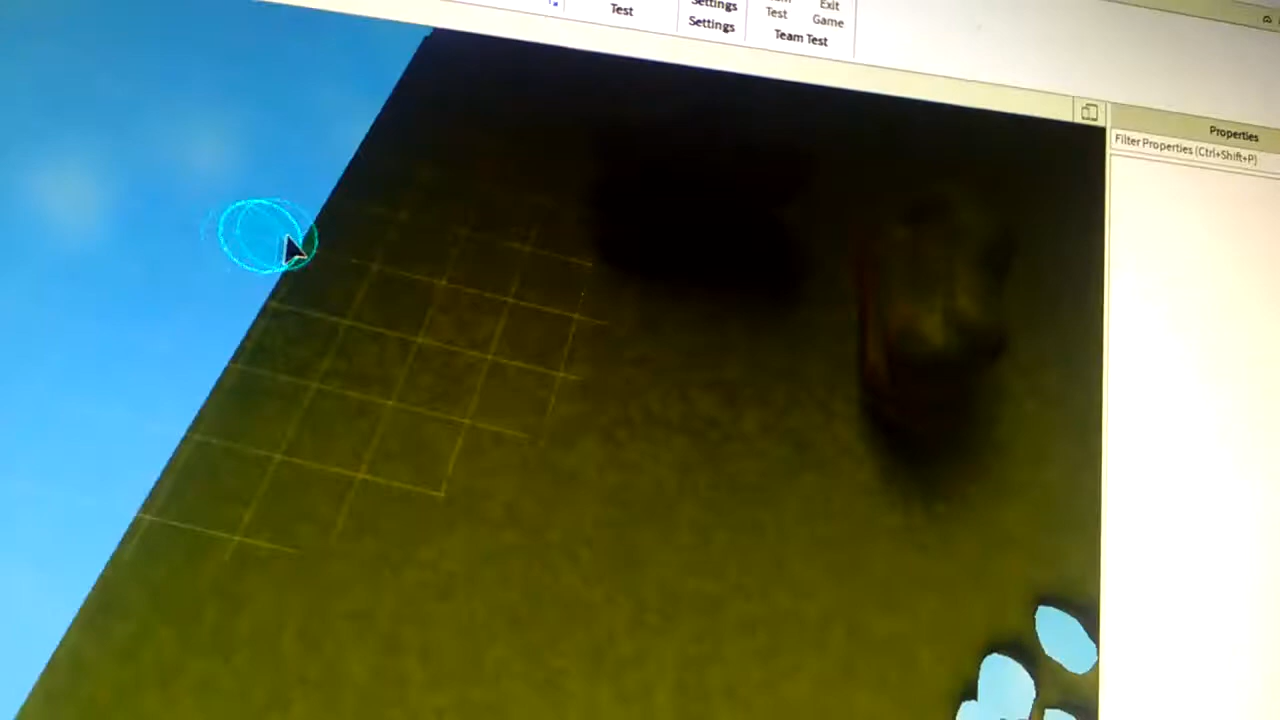 Settings
Exit
Test
Settings
Test
Game
Team Test
Properties
Filter Properties (Ctrl+Shift+P)